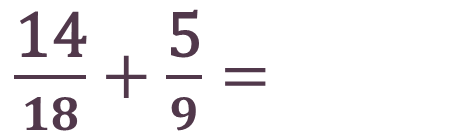 14/18 + 5/9 =